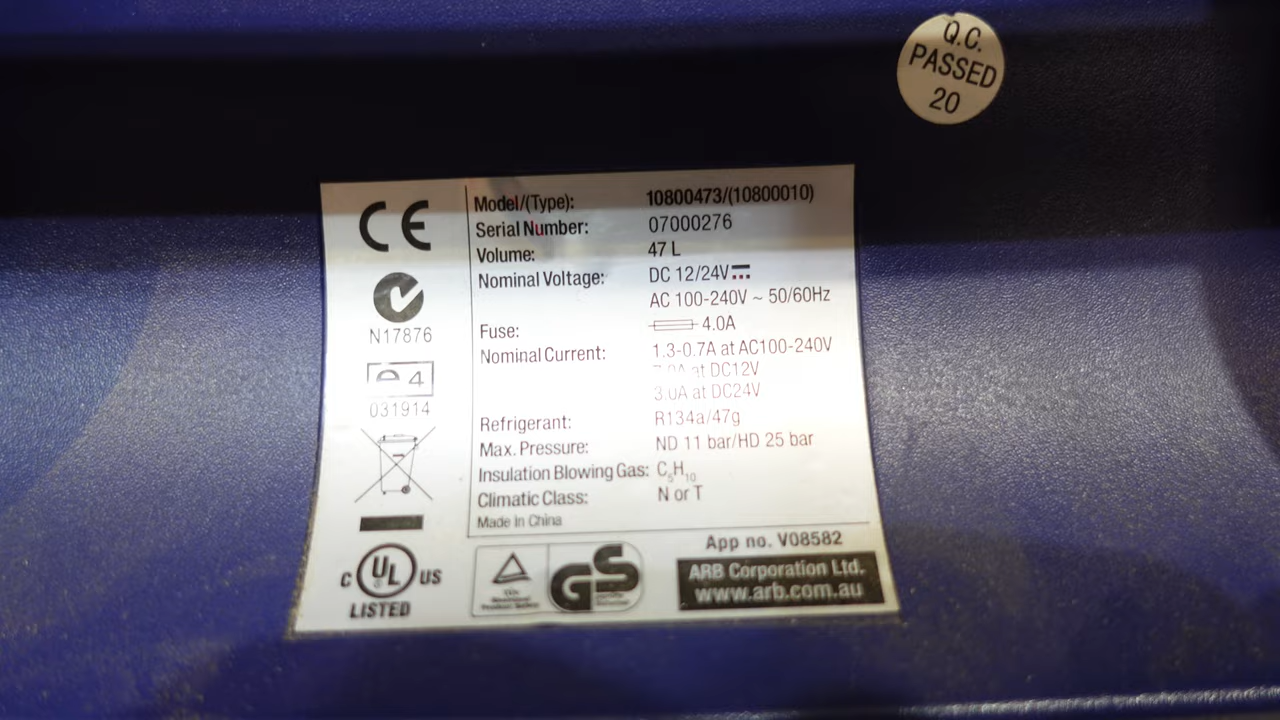 Q.C.
PASSED
20
CE
N17876
4
031914
C UL US
LISTED
Model/(Type): 10800473/(10800010)
Serial Number: 07000276
Volume: 47 L
Nominal Voltage: DC 12/24V
AC 100-240V ~ 50/60Hz
Fuse: 4.0A
Nominal Current: 1.3-0.7A at AC100-240V
7.0A at DC12V
3.0A at DC24V
Refrigerant: R134a/47g
Max. Pressure: ND 11 bar/HD 25 bar
Insulation Blowing Gas: C₅H₁₀
Climatic Class: N or T
Made In China
GS
App no. V08582
ARB Corporation Ltd.
www.arb.com.au